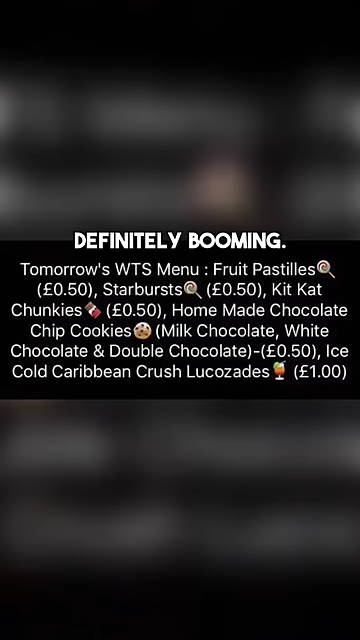 DEFINITELY BOOMING.
Tomorrow's WTS Menu : Fruit Pastilles🍭
(£0.50), Starbursts🍭 (£0.50), Kit Kat
Chunkies🍫 (£0.50), Home Made Chocolate
Chip Cookies🍪 (Milk Chocolate, White
Chocolate & Double Chocolate)-(£0.50), Ice
Cold Caribbean Crush Lucozades🍹 (£1.00)